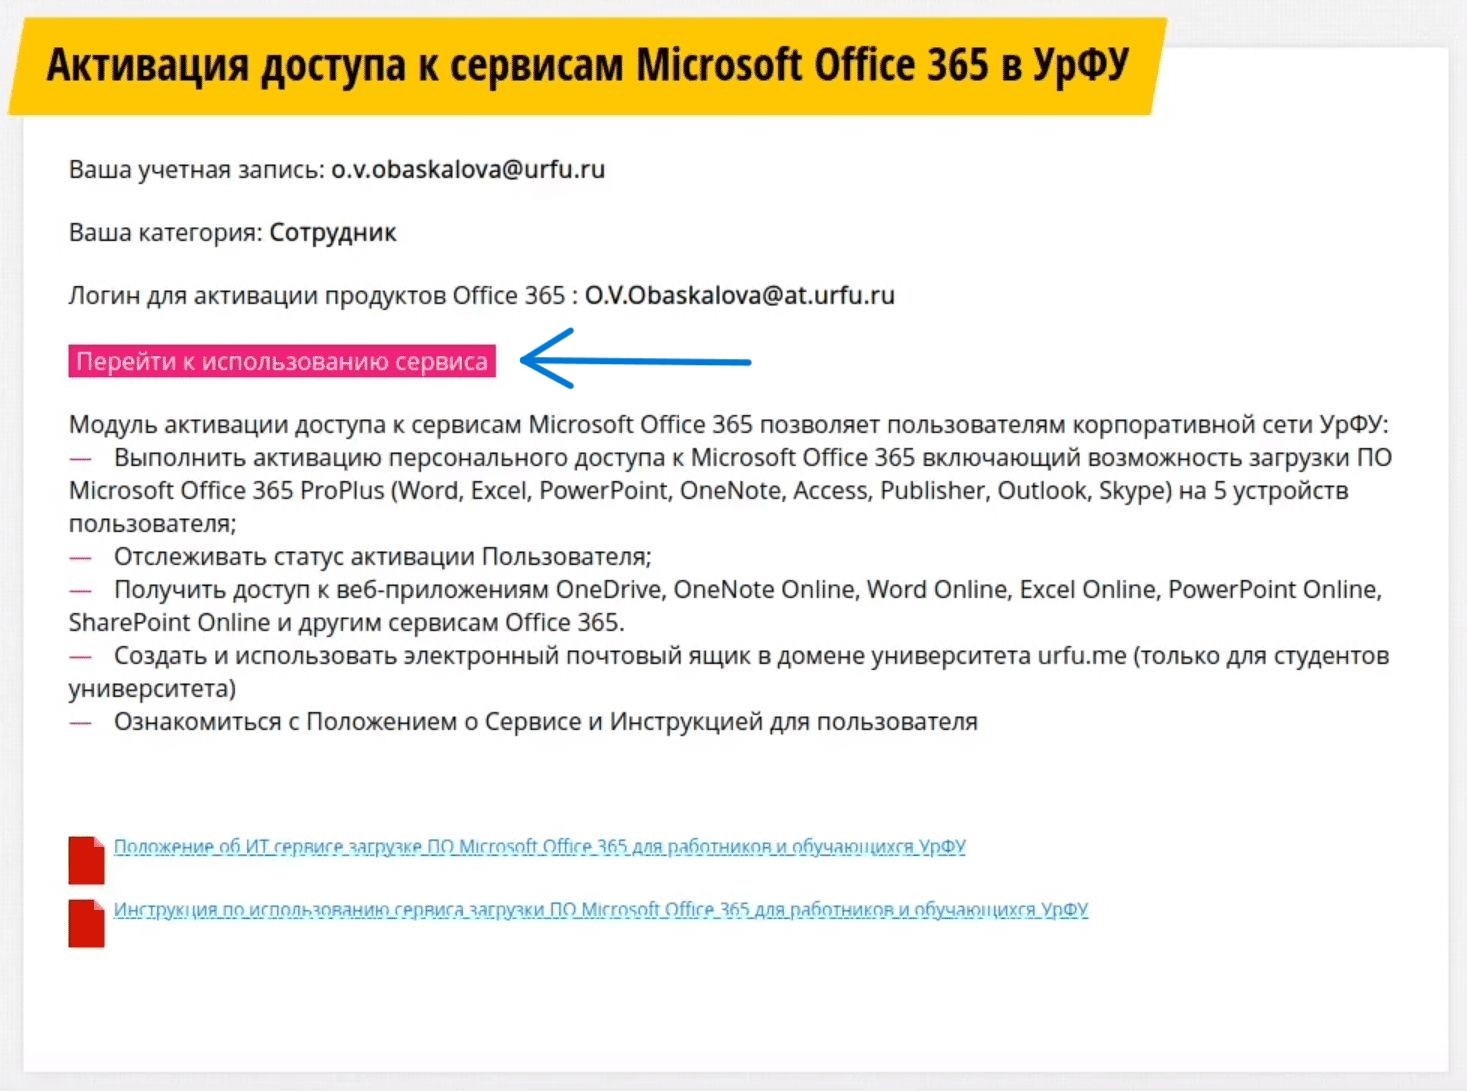 Активация доступа к сервисам Microsoft Office 365 в УрФУ
Ваша учетная запись: o.v.obaskalova@urfu.ru
Ваша категория: Сотрудник
Логин для активации продуктов Office 365 : O.V.Obaskalova@at.urfu.ru
Перейти к использованию сервиса
Модуль активации доступа к сервисам Microsoft Office 365 позволяет пользователям корпоративной сети УрФУ:
— Выполнить активацию персонального доступа к Microsoft Office 365 включающий возможность загрузки ПО
Microsoft Office 365 ProPlus (Word, Excel, PowerPoint, OneNote, Access, Publisher, Outlook, Skype) на 5 устройств
пользователя;
— Отслеживать статус активации Пользователя;
— Получить доступ к веб-приложениям OneDrive, OneNote Online, Word Online, Excel Online, PowerPoint Online,
SharePoint Online и другим сервисам Office 365.
— Создать и использовать электронный почтовый ящик в домене университета urfu.me (только для студентов
университета)
— Ознакомиться с Положением о Сервисе и Инструкцией для пользователя
Положение об ИТ сервисе загрузке ПО Microsoft Office 365 для работников и обучающихся УрФУ
Инструкция по использованию сервиса загрузки ПО Microsoft Office 365 для работников и обучающихся УрФУ